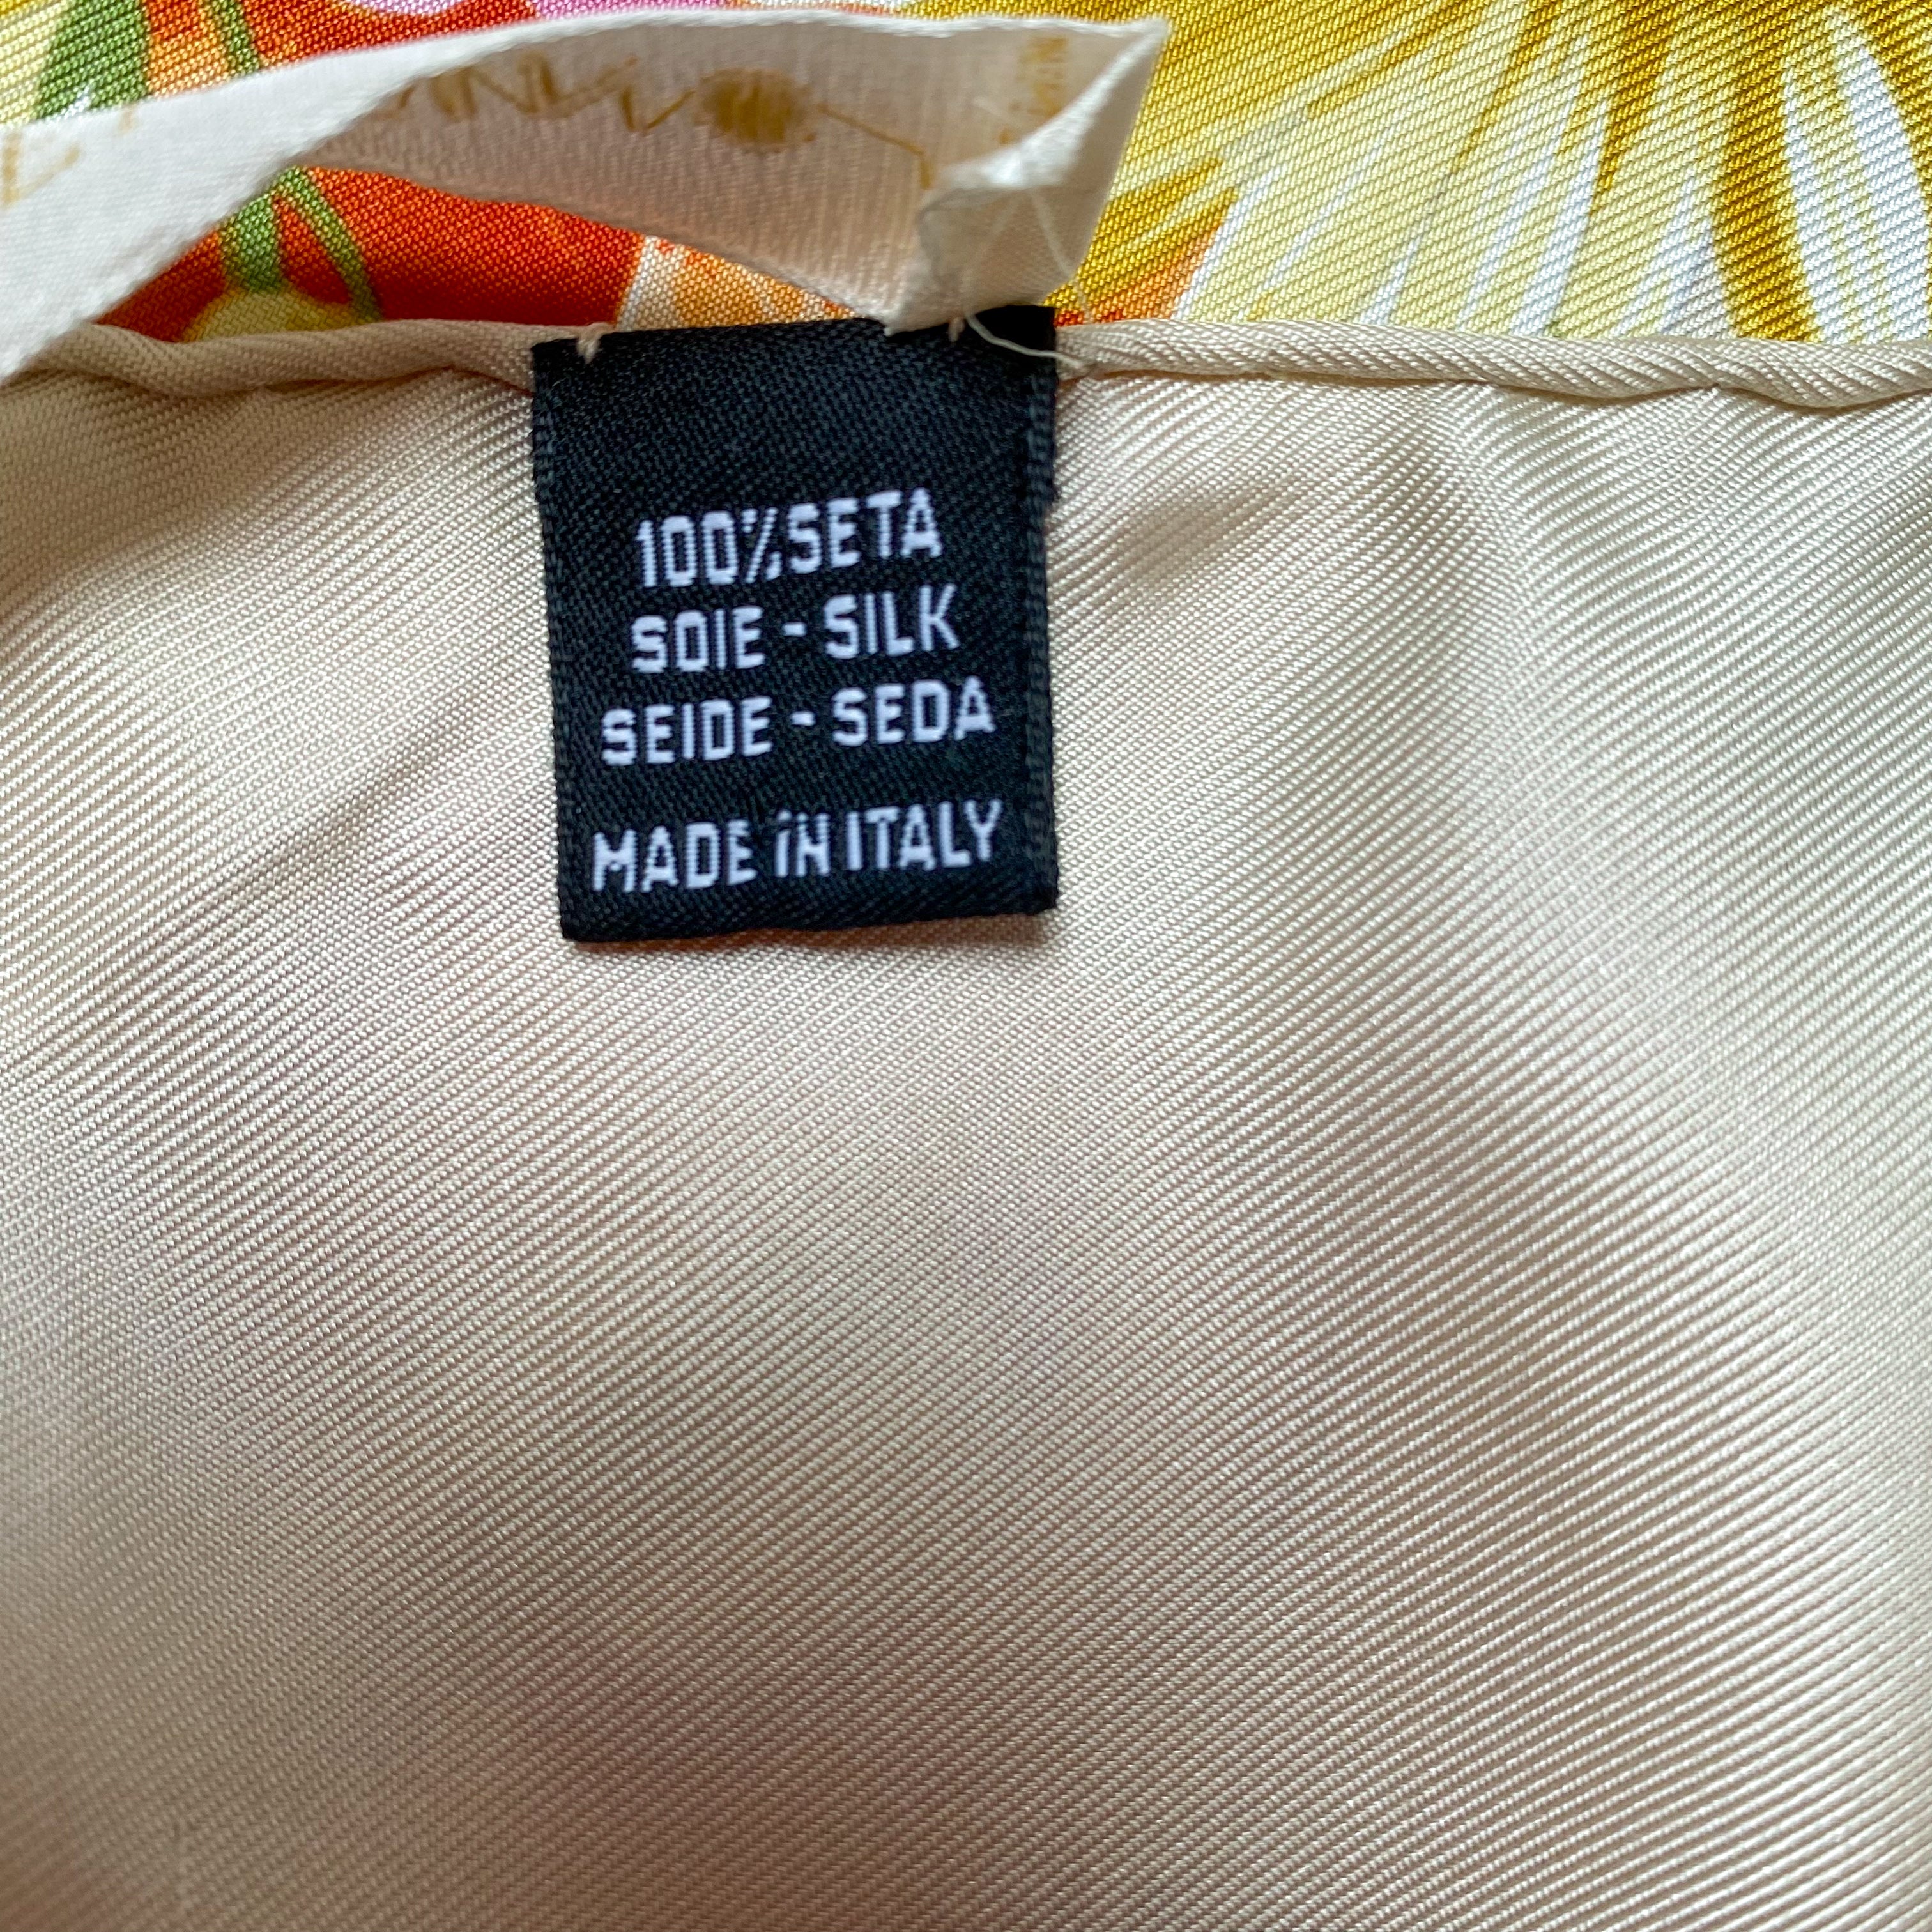 100%SETA
SOIE - SILK
SEIDE - SEDA
MADE iN ITALY